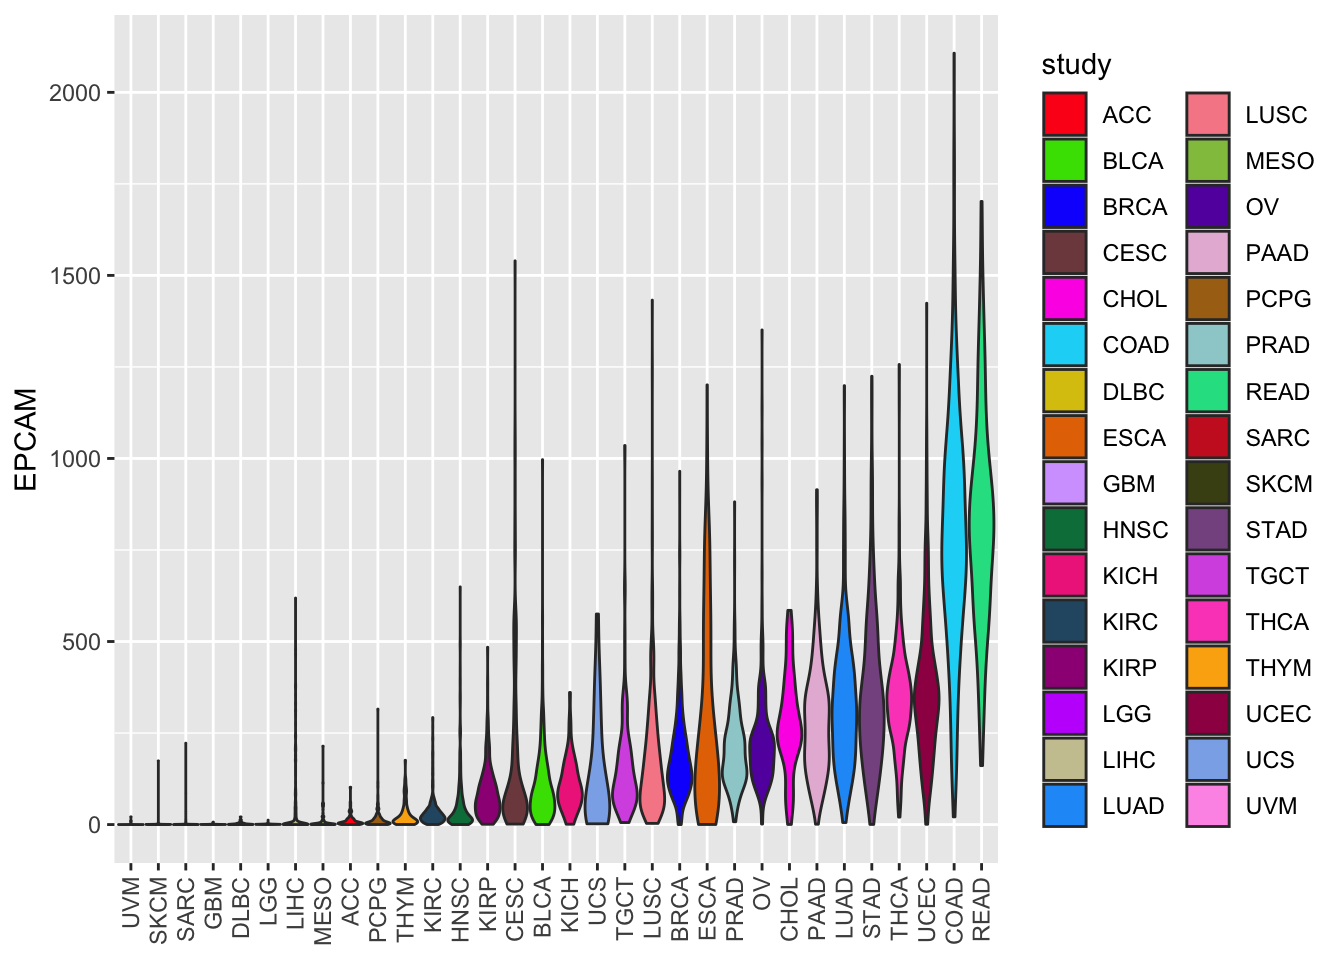 EPCAM
2000
1500
1000
500
0
UVM
SKCM
SARC
GBM
DLBC
LGG
LIHC
MESO
ACC
PCPG
THYM
KIRC
HNSC
KIRP
CESC
BLCA
KICH
UCS
TGCT
LUSC
BRCA
ESCA
PRAD
OV
CHOL
PAAD
LUAD
STAD
THCA
UCEC
COAD
READ
study
ACC
BLCA
BRCA
CESC
CHOL
COAD
DLBC
ESCA
GBM
HNSC
KICH
KIRC
KIRP
LGG
LIHC
LUAD
LUSC
MESO
OV
PAAD
PCPG
PRAD
READ
SARC
SKCM
STAD
TGCT
THCA
THYM
UCEC
UCS
UVM